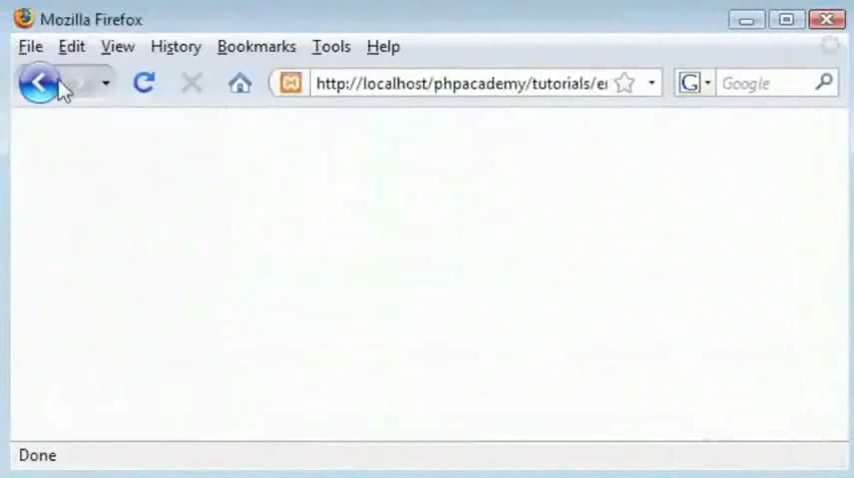 Mozilla Firefox
File Edit View History Bookmarks Tools Help
http://localhost/phpacademy/tutorials/e G Google
Done